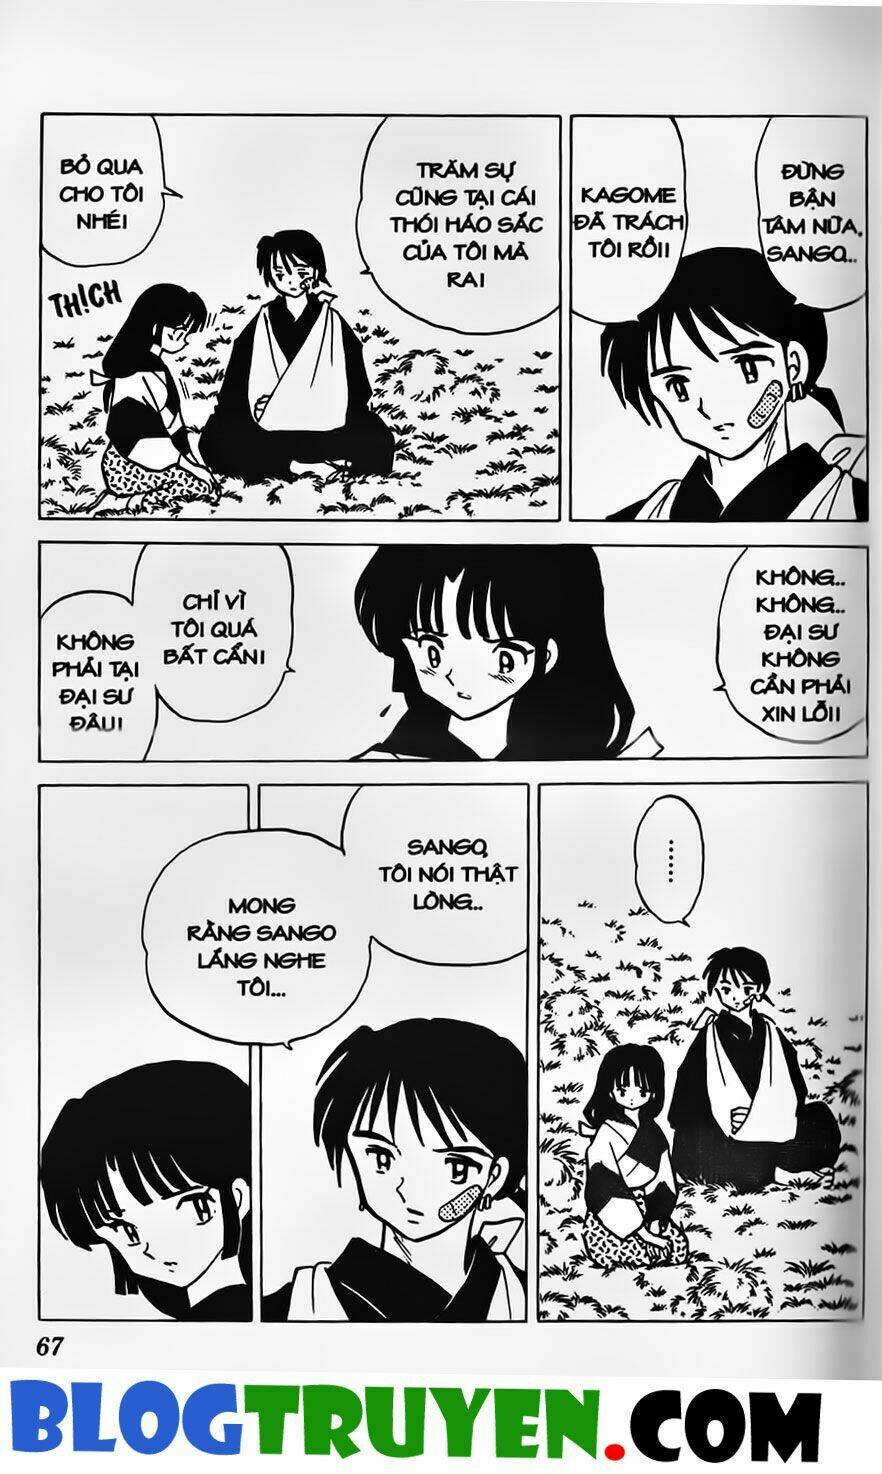 ĐỪNG
BẬN
TÂM NỮA,
SANGO...
KAGOME
ĐÃ TRÁCH
TÔI RỒI!
TRĂM SỰ
CŨNG TẠI CÁI
THÓI HÁO SẮC
CỦA TÔI MÀ
RA!
BỎ QUA
CHO TÔI
NHÉ!
THỊCH
KHÔNG..
KHÔNG..
ĐẠI SƯ
KHÔNG
CẦN PHẢI
XIN LỖI!
CHỈ VÌ
TÔI QUÁ
BẤT CẨN!
KHÔNG
PHẢI TẠI
ĐẠI SƯ
ĐÂU!
........
SANGO,
TÔI NÓI THẬT
LÒNG...
MONG
RẰNG SANGO
LẮNG NGHE
TÔI...
67
BLOGTRUYEN.COM